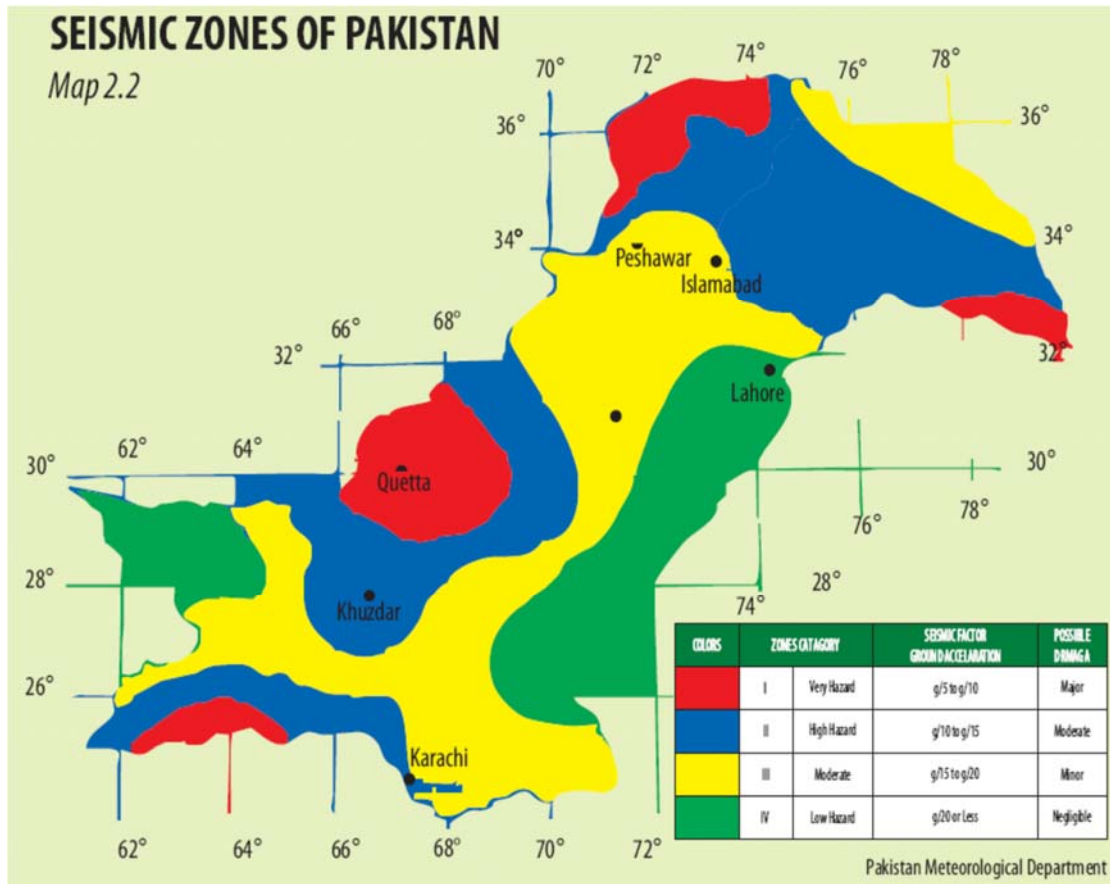 SEISMIC ZONES OF PAKISTAN
Map 2.2
70°
72°
74°
76°
78°
36°
36°
34°
34°
Peshawar
Islamabad
66°
68°
32°
32°
Lahore
62°
64°
30°
30°
Quetta
76°
78°
28°
28°
74°
Khuzdar
26°
Karachi
62°
64°
66°
68°
70°
72°
COLORS ZONES CATAGORY SEISMIC FACTOR GROUND ACCELARATION POSSIBLE DRMAGA
I Very Hazard g/5 to g/10 Major
II High Hazard g/10 to g/15 Moderate
III Moderate g/15 to g/20 Minor
IV Low Hazard g/20 or Less Negligible
Pakistan Meteorological Department